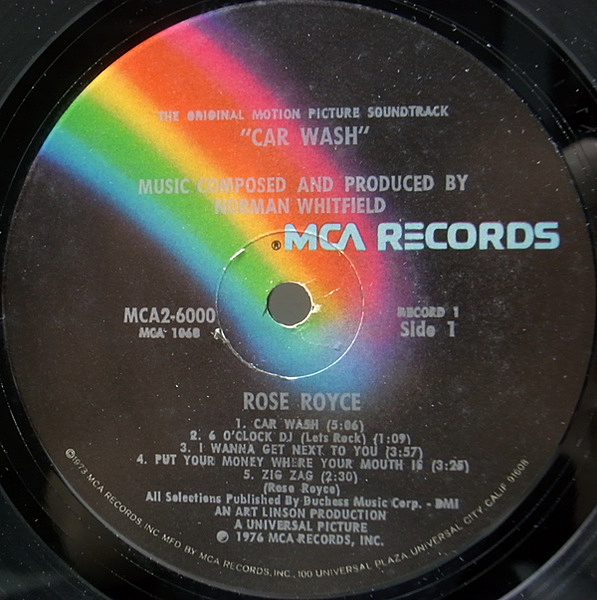 THE ORIGINAL MOTION PICTURE SOUNDTRACK
"CAR WASH"
MUSIC COMPOSED AND PRODUCED BY
NORMAN WHITFIELD
® MCA RECORDS
MCA2-6000
MCA 1068
RECORD 1
Side 1
ROSE ROYCE
1. CAR WASH (5:06)
2. 6 O'CLOCK DJ (Lets Rock) (1:09)
3. I WANNA GET NEXT TO YOU (3:57)
4. PUT YOUR MONEY WHERE YOUR MOUTH IS (3:25)
5. ZIG ZAG (2:30)
(Rose Royce)
All Selections Published By Buchess Music Corp. - BMI
AN ART LINSON PRODUCTION
A UNIVERSAL PICTURE
℗ 1976 MCA RECORDS, INC.
©1973 MCA RECORDS, INC. MFD BY MCA RECORDS, INC., 100 UNIVERSAL PLAZA, UNIVERSAL CITY, CALIF. 91608